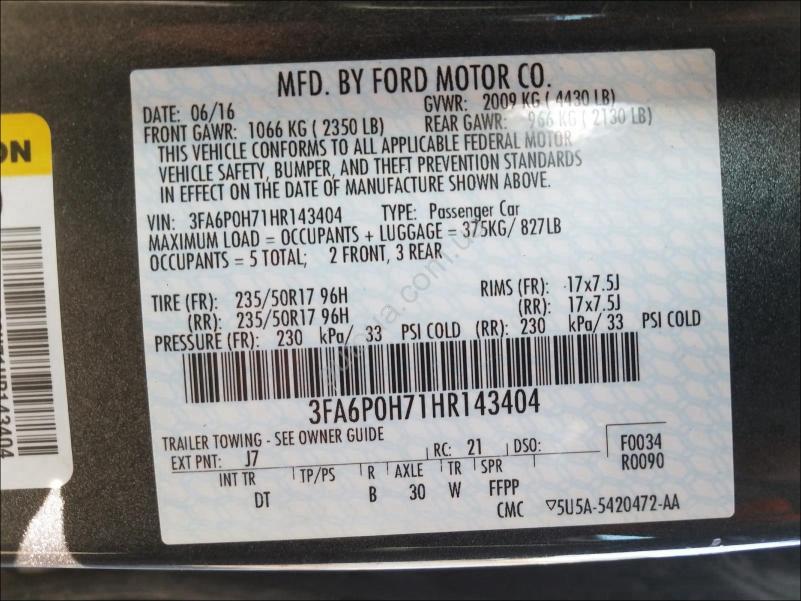 MFD. BY FORD MOTOR CO.
DATE: 06/16 GVWR: 2009 KG ( 4430 LB)
FRONT GAWR: 1066 KG ( 2350 LB) REAR GAWR: 966 KG ( 2130 LB)
THIS VEHICLE CONFORMS TO ALL APPLICABLE FEDERAL MOTOR
VEHICLE SAFETY, BUMPER, AND THEFT PREVENTION STANDARDS
IN EFFECT ON THE DATE OF MANUFACTURE SHOWN ABOVE.
VIN: 3FA6P0H71HR143404 TYPE: Passenger Car
MAXIMUM LOAD = OCCUPANTS + LUGGAGE = 375KG/ 827LB
OCCUPANTS = 5 TOTAL; 2 FRONT, 3 REAR
TIRE (FR): 235/50R17 96H RIMS (FR): 17x7.5J
(RR): 235/50R17 96H (RR): 17x7.5J
PRESSURE (FR): 230 kPa/ 33 PSI COLD (RR): 230 kPa/ 33 PSI COLD
3FA6P0H71HR143404
TRAILER TOWING - SEE OWNER GUIDE
EXT PNT: J7 RC: 21 DSO: F0034
R0090
INT TR TP/PS R AXLE TR SPR
DT B 30 W FFPP
CMC ▽5U5A-5420472-AA
ON
143404